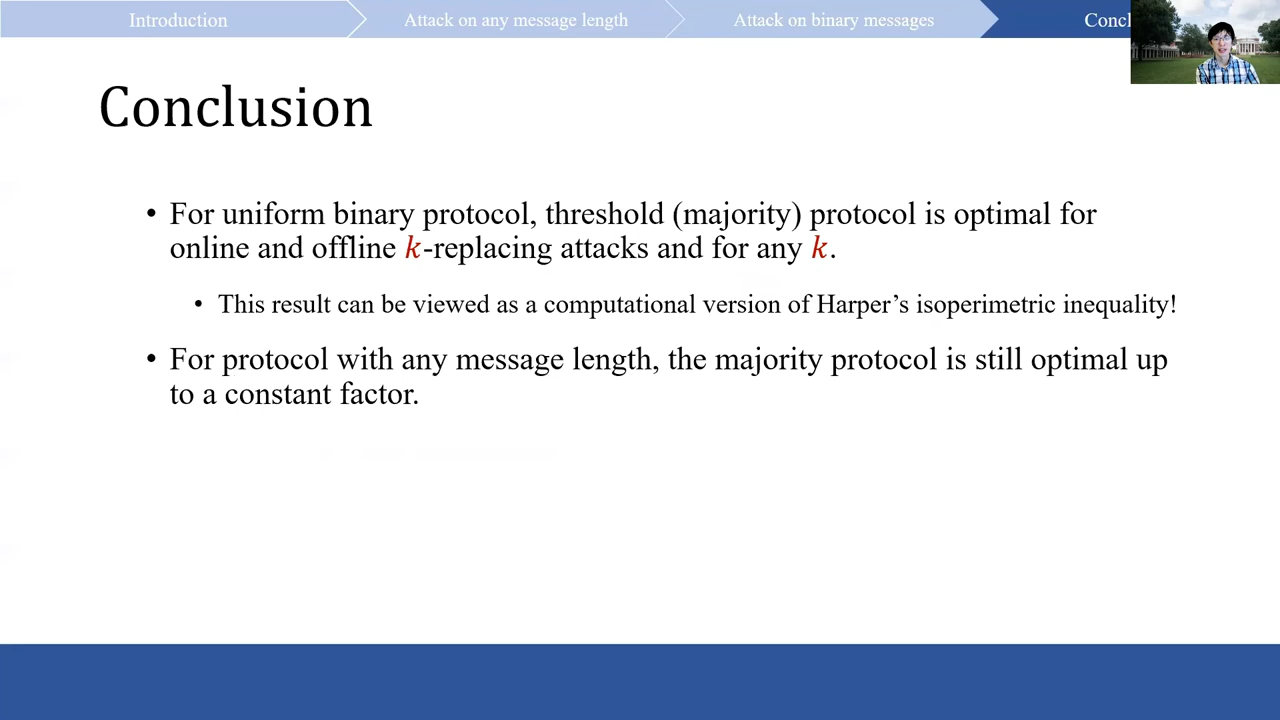 Introduction
Attack on any message length
Attack on binary messages
Concl
Conclusion
• For uniform binary protocol, threshold (majority) protocol is optimal for
online and offline k-replacing attacks and for any k.
• This result can be viewed as a computational version of Harper’s isoperimetric inequality!
• For protocol with any message length, the majority protocol is still optimal up
to a constant factor.